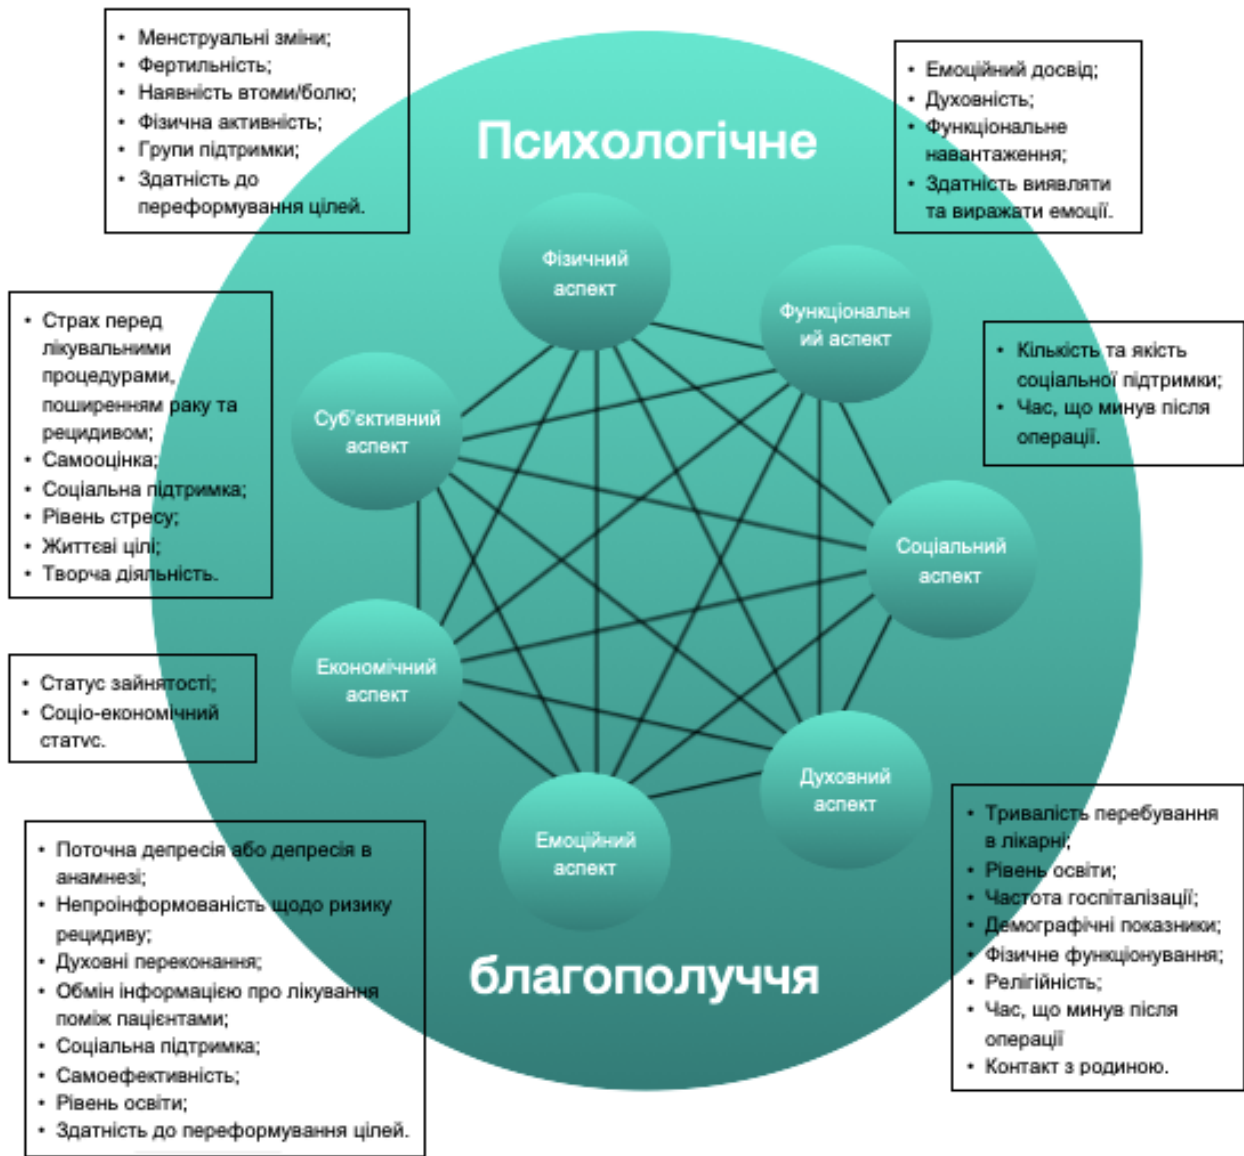 • Менструальні зміни;
• Фертильність;
• Наявність втоми/болю;
• Фізична активність;
• Групи підтримки;
• Здатність до
переформування цілей.
• Емоційний досвід;
• Духовність;
• Функціональне
навантаження;
• Здатність виявляти
та виражати емоції.
Психологічне
Фізичний
аспект
Функціональн
ий аспект
• Страх перед
лікувальними
процедурами,
поширенням раку та
рецидивом;
• Самооцінка;
• Соціальна підтримка;
• Рівень стресу;
• Життєві цілі;
• Творча діяльність.
Суб'єктивний
аспект
• Кількість та якість
соціальної підтримки;
• Час, що минув після
операції.
Соціальний
аспект
• Статус зайнятості;
• Соціо-економічний
статус.
Економічний
аспект
Духовний
аспект
Емоційний
аспект
• Поточна депресія або депресія в
анамнезі;
• Непроінформованість щодо ризику
рецидиву;
• Духовні переконання;
• Обмін інформацією про лікування
поміж пацієнтами;
• Соціальна підтримка;
• Самоефективність;
• Рівень освіти;
• Здатність до переформування цілей.
благополуччя
• Тривалість перебування
в лікарні;
• Рівень освіти;
• Частота госпіталізації;
• Демографічні показники;
• Фізичне функціонування;
• Релігійність;
• Час, що минув після
операції
• Контакт з родиною.